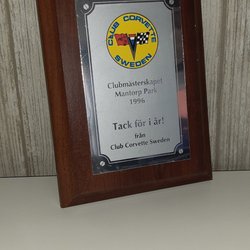 CLUB CORVETTE
SWEDEN
Clubmästerskapet
Mantorp Park
1996
Tack för i år!
från
Club Corvette Sweden